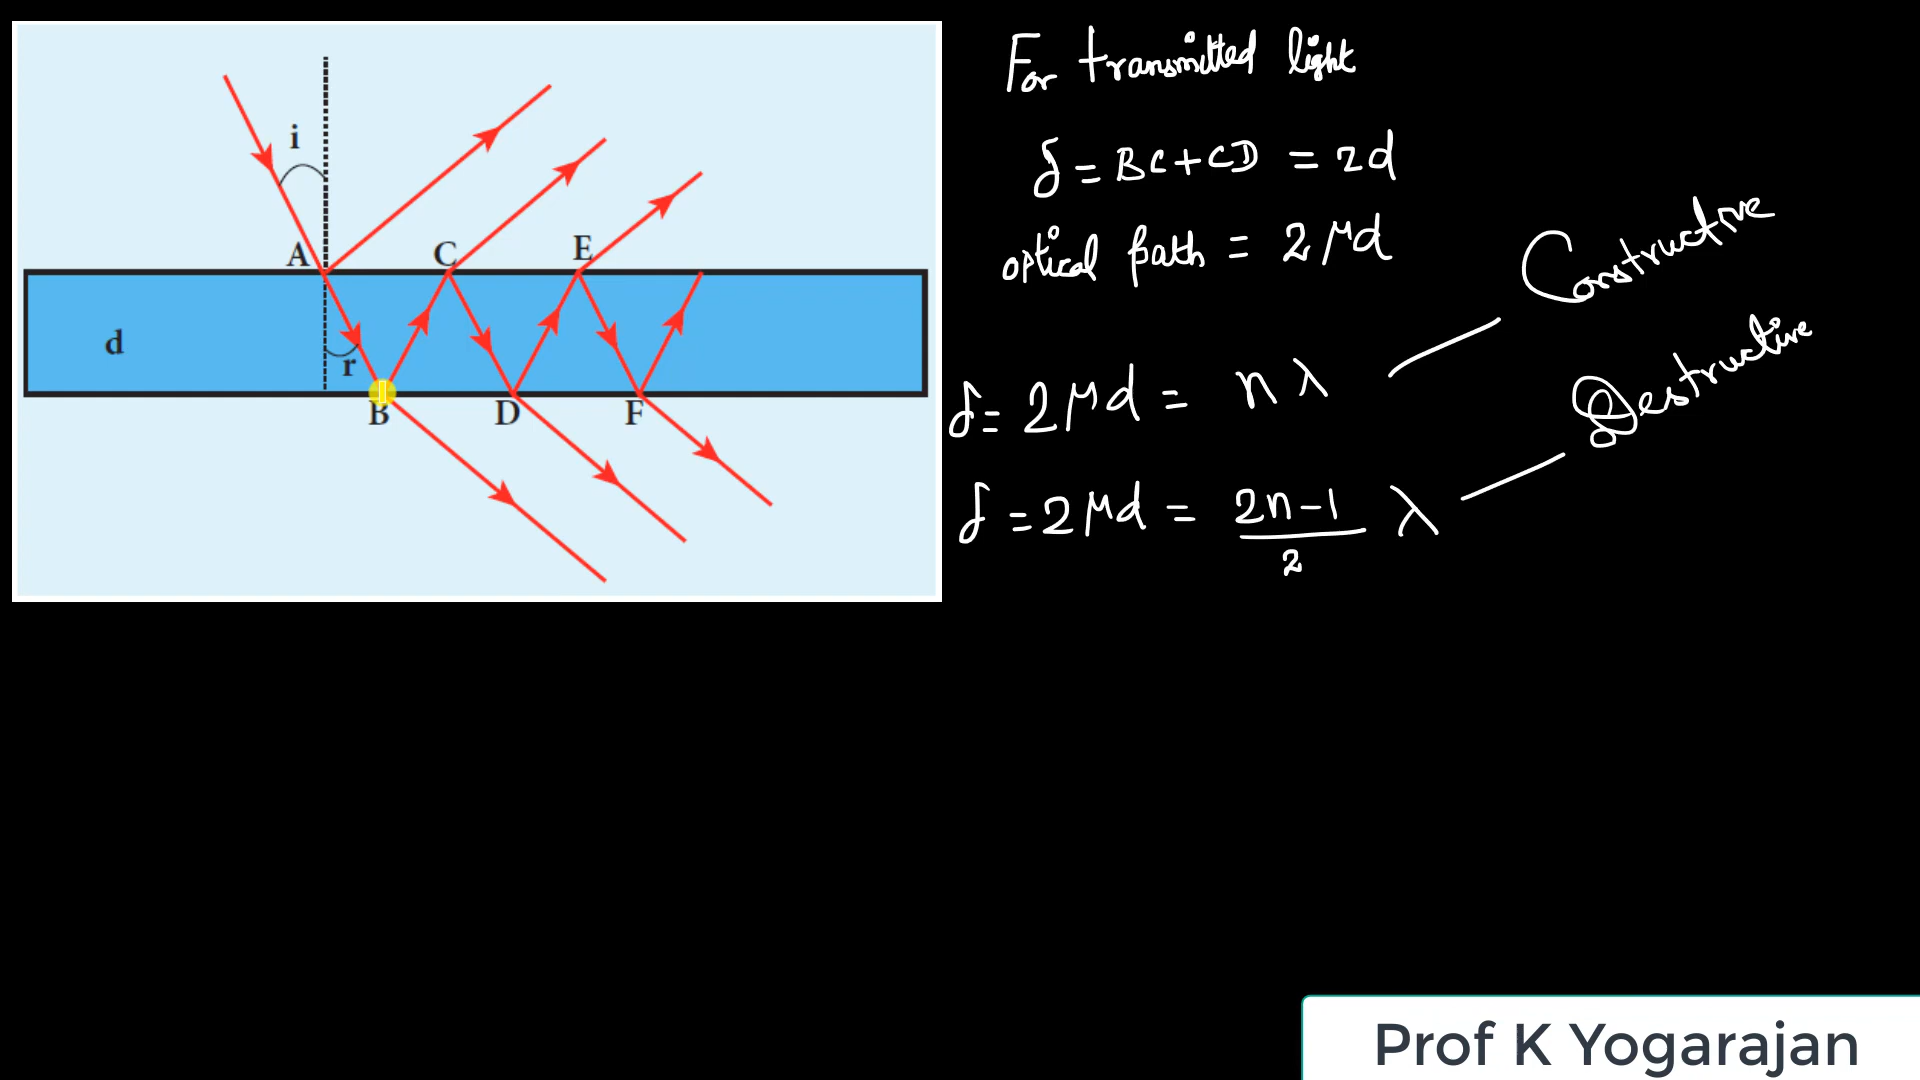 i
A
C
E
d
r
B
D
F
For transmitted light
δ = BC + CD = 2d
optical path = 2μd
δ = 2μd = nλ
Constructive
δ = 2μd = 2n-1/2 λ
Destructive
Prof K Yogarajan